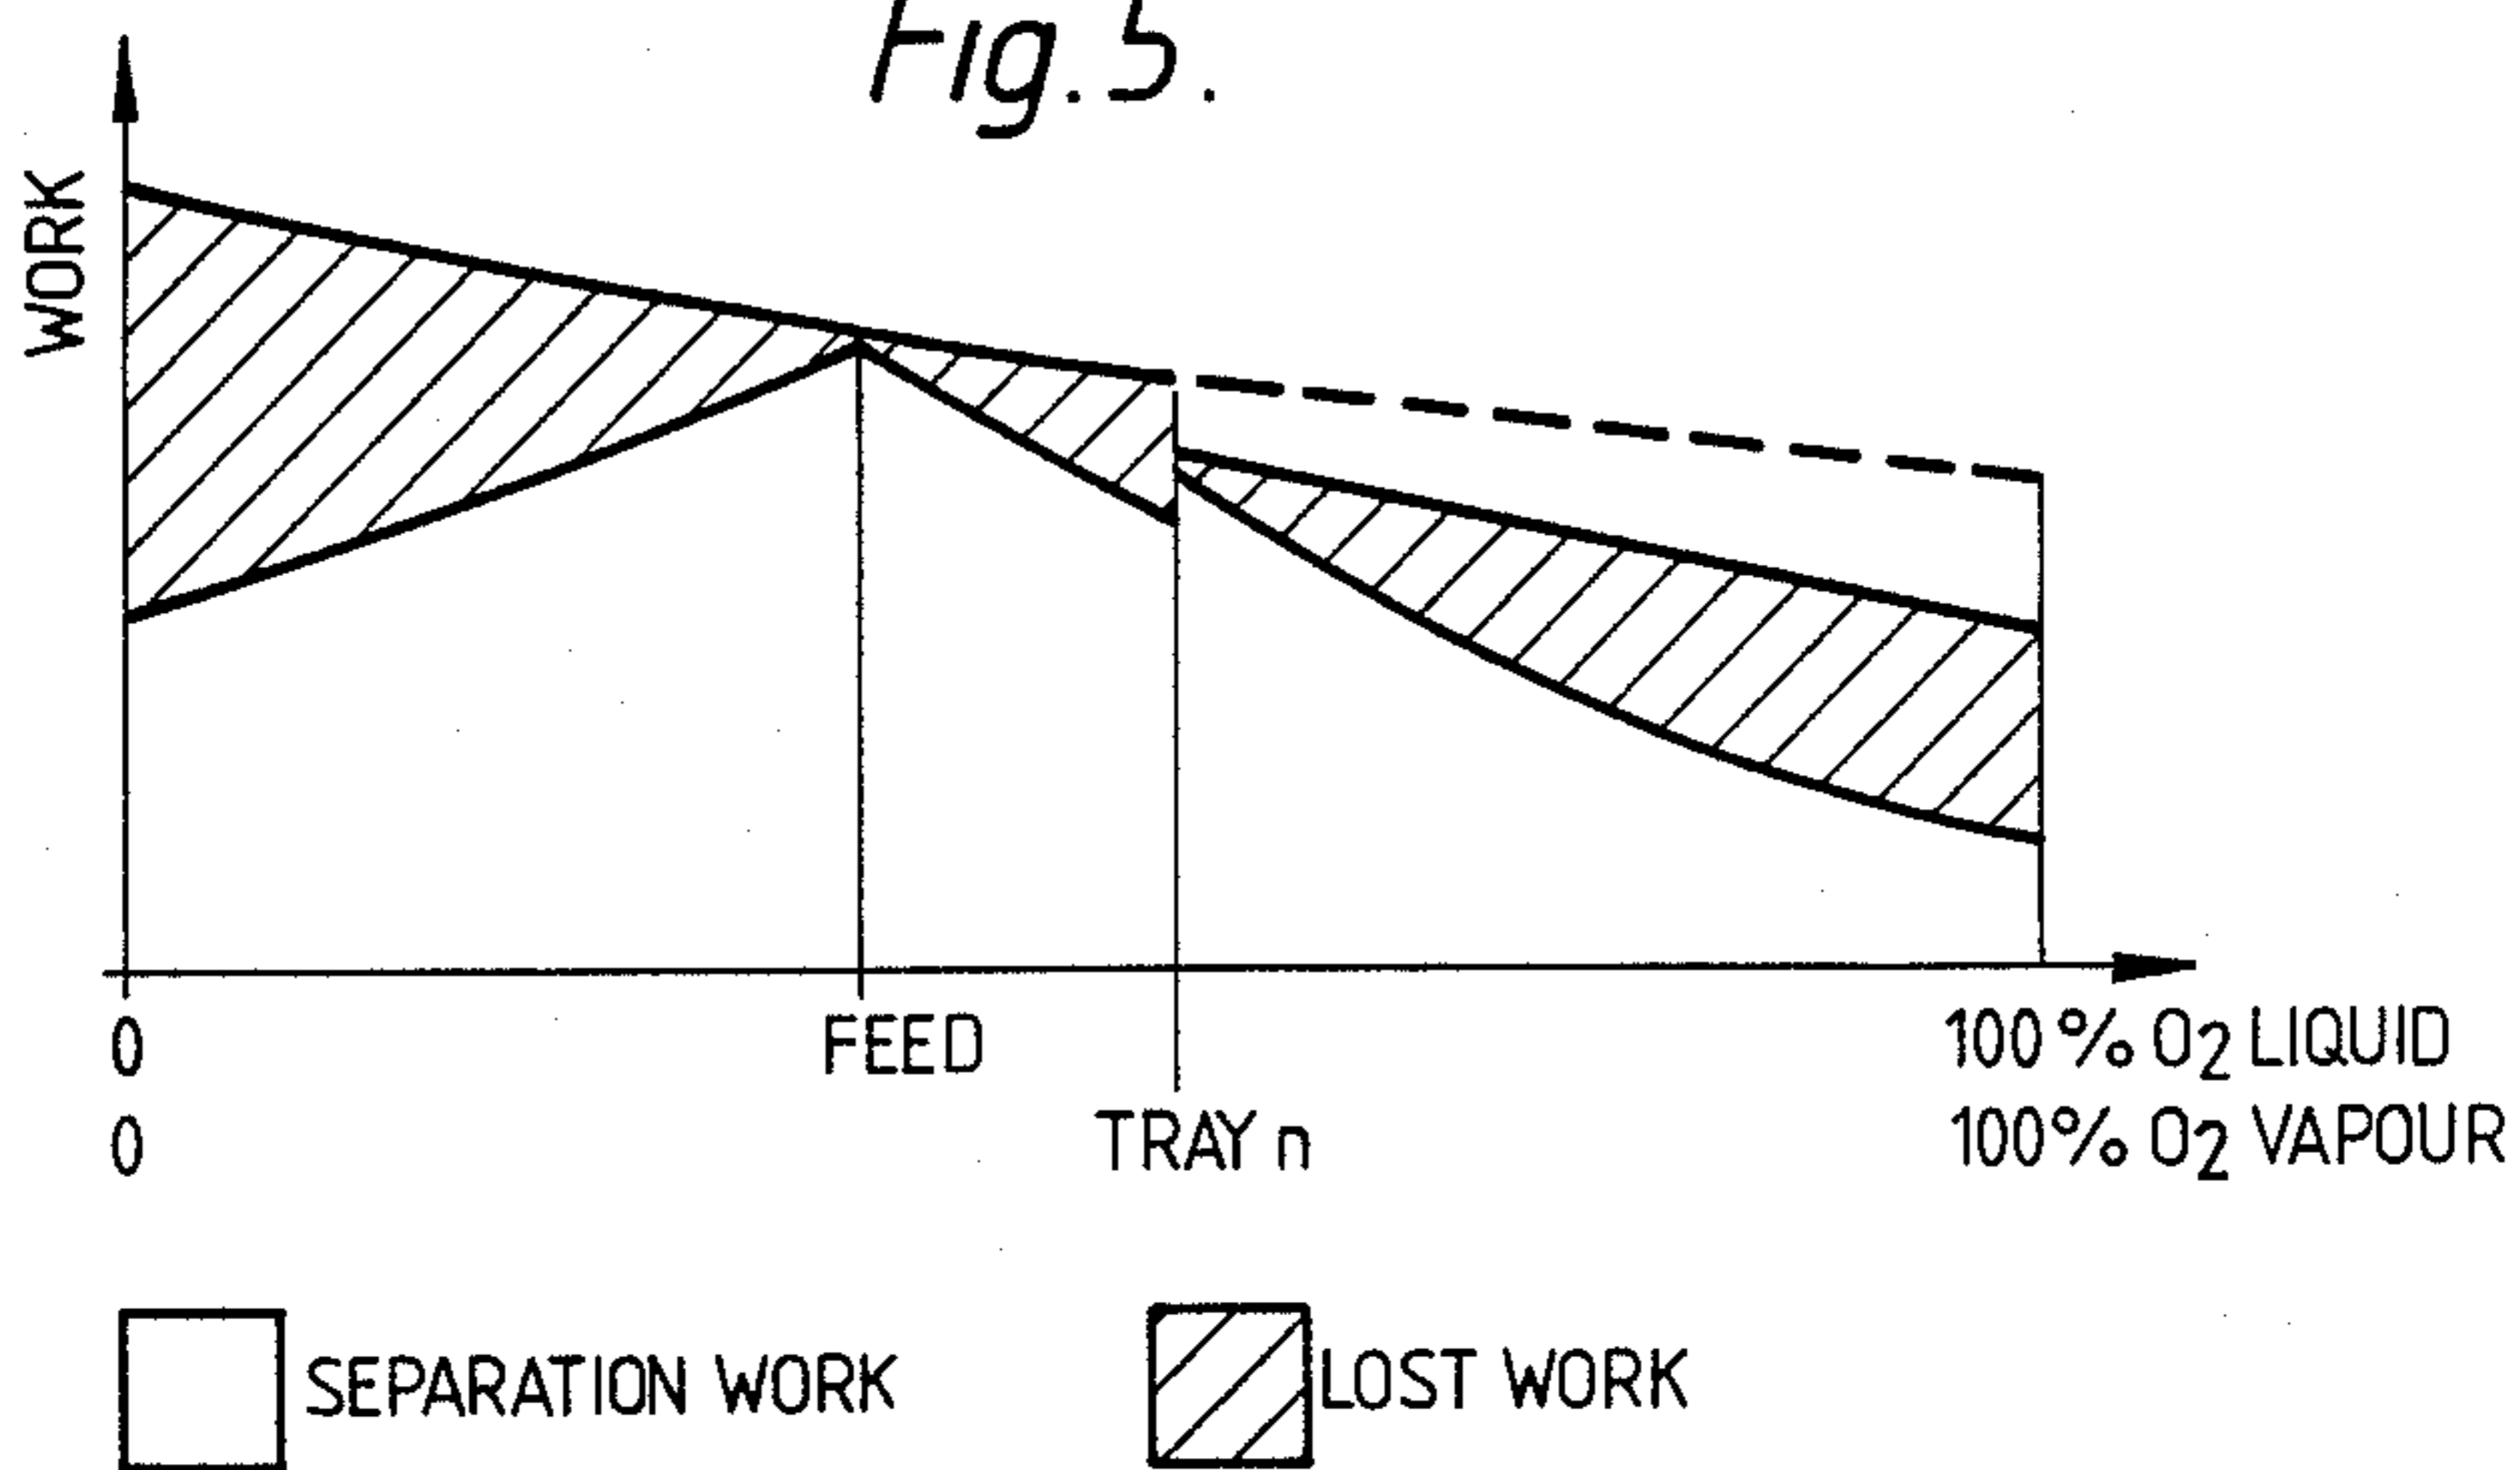 Fig. 5.
WORK
0 FEED 100% O2 LIQUID
0 TRAY n 100% O2 VAPOUR
SEPARATION WORK LOST WORK